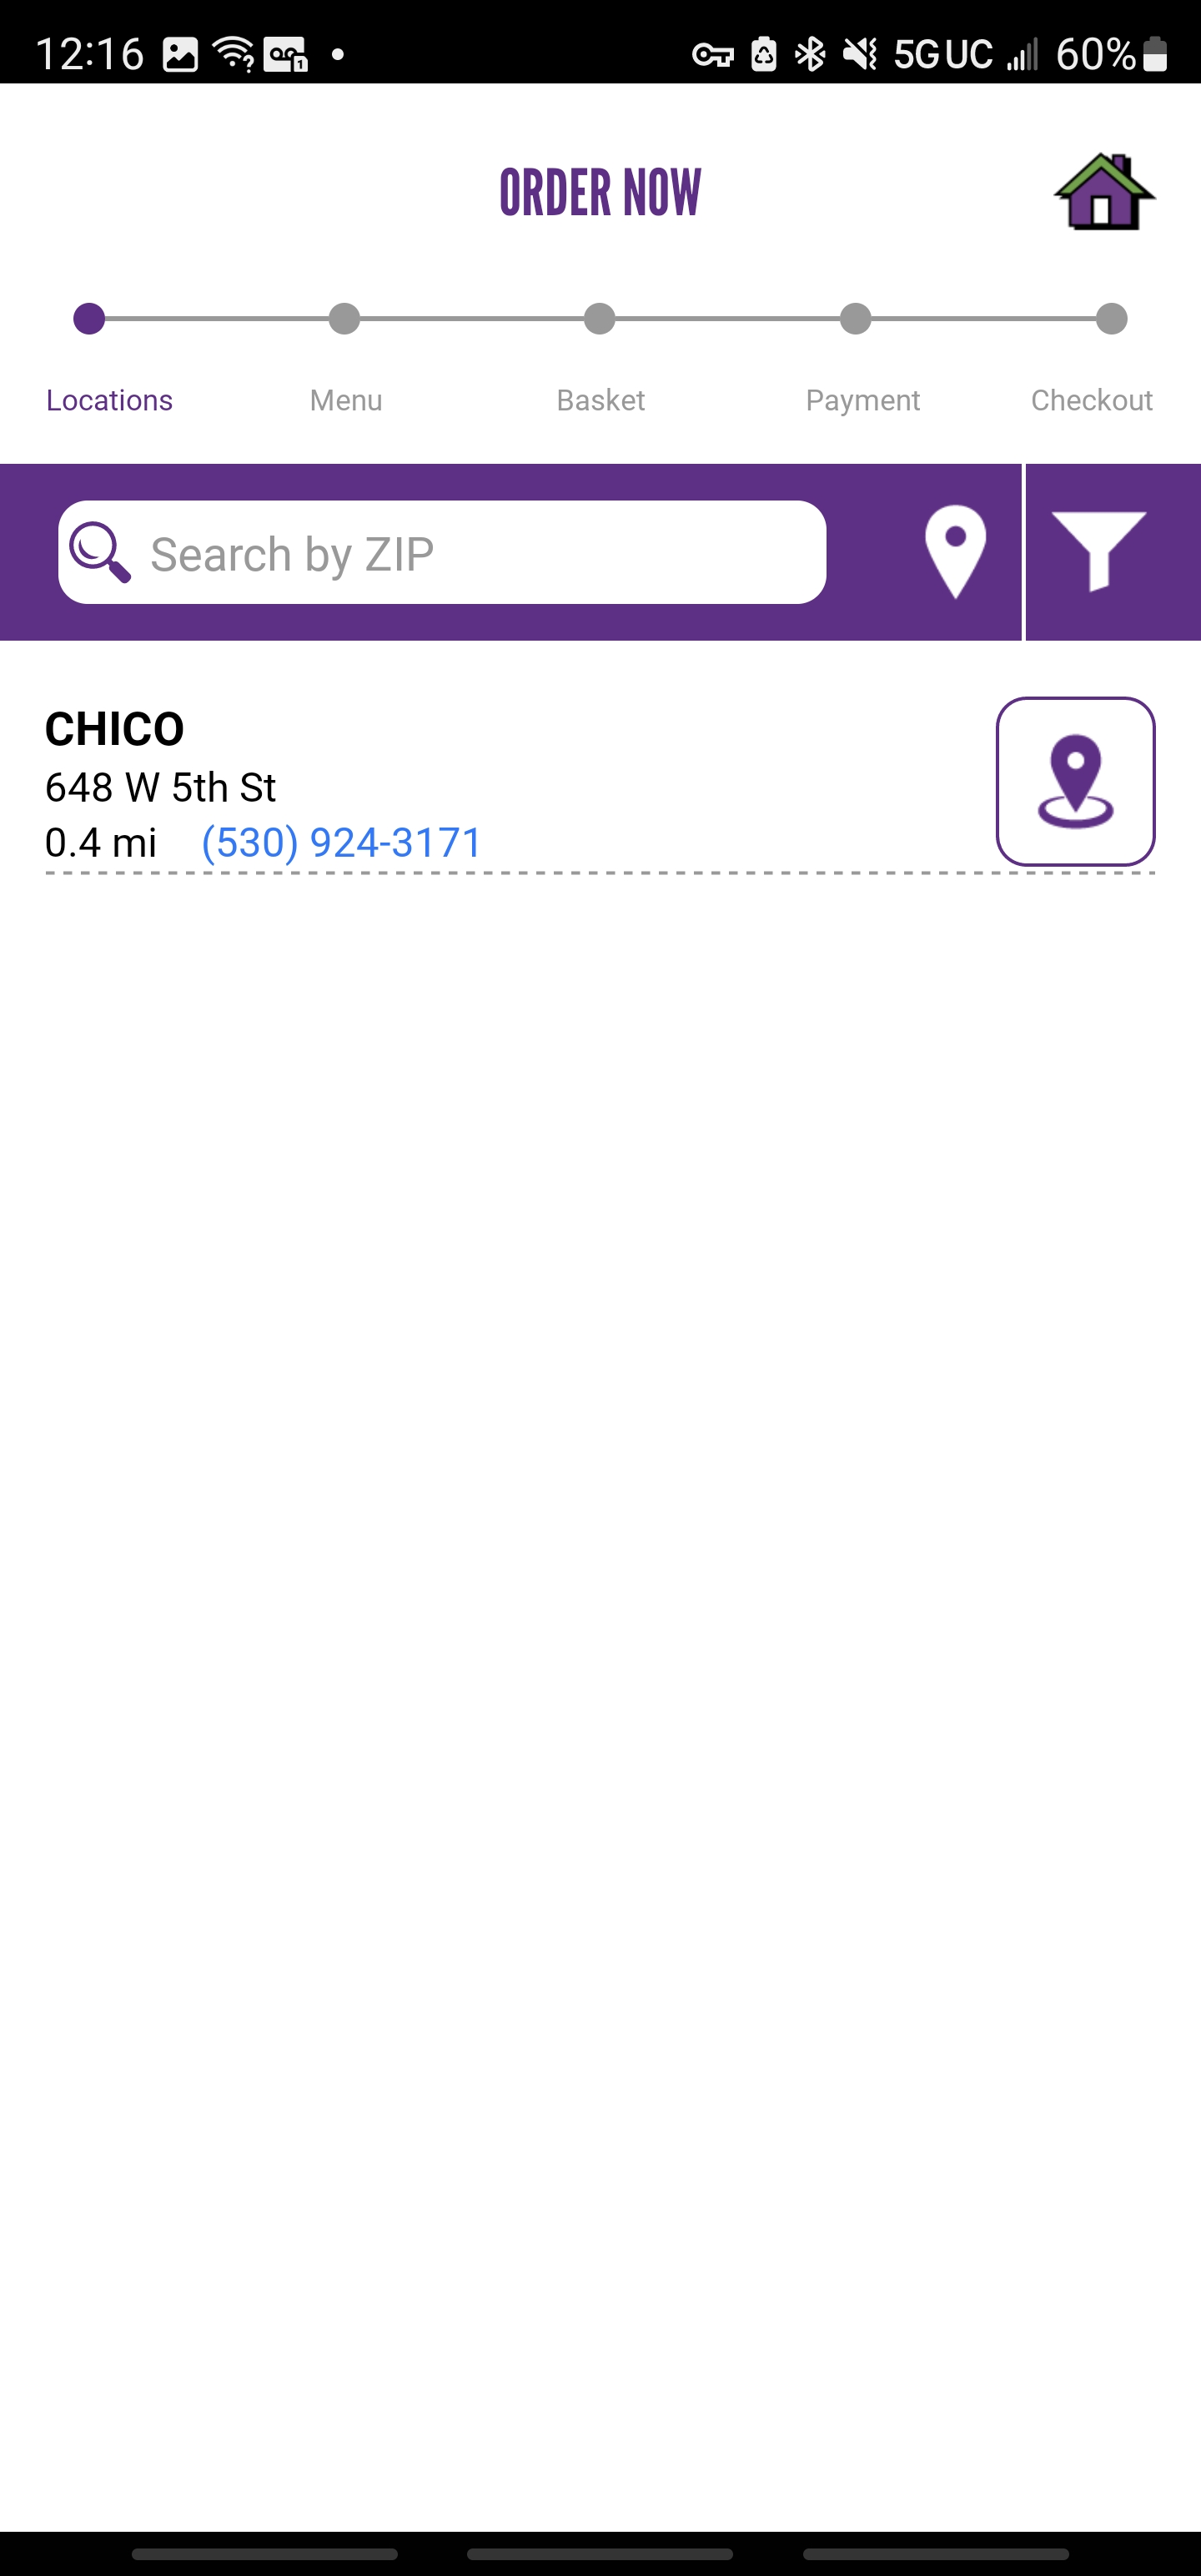 12:16 5G UC 60%
ORDER NOW
Locations Menu Basket Payment Checkout
Search by ZIP
CHICO
648 W 5th St
0.4 mi (530) 924-3171